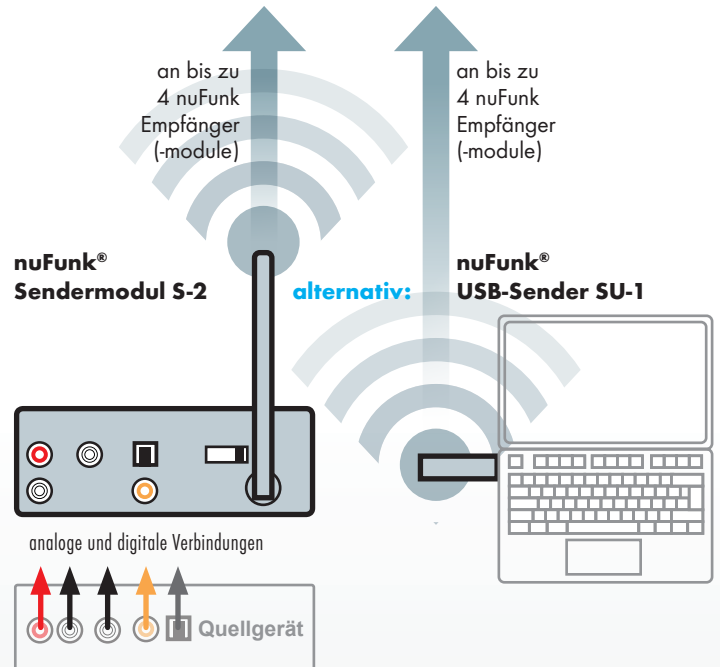 an bis zu
4 nuFunk
Empfänger
(-module)
an bis zu
4 nuFunk
Empfänger
(-module)
nuFunk®
Sendermodul S-2
alternativ:
nuFunk®
USB-Sender SU-1
analoge und digitale Verbindungen
Quellgerät